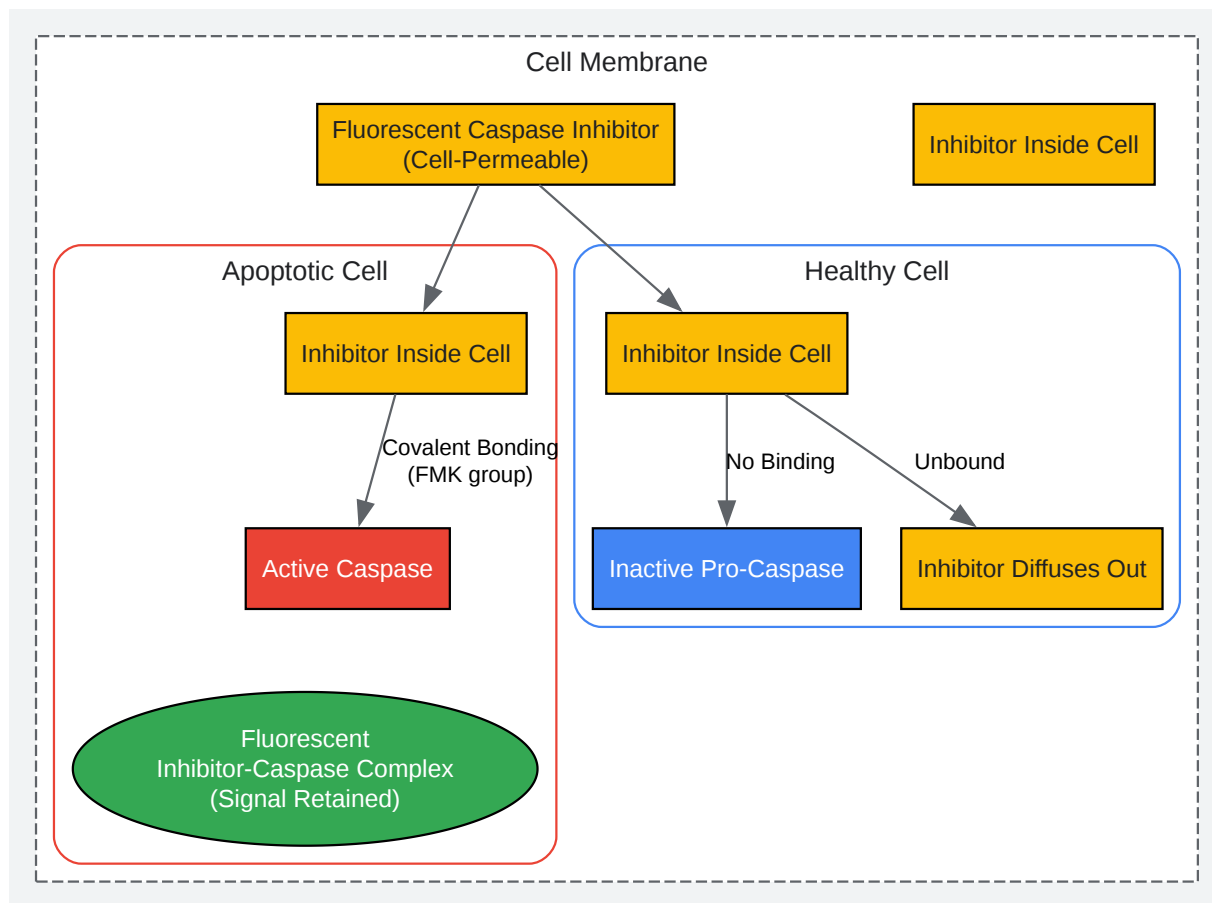 Cell Membrane
Fluorescent Caspase Inhibitor
(Cell-Permeable)
Inhibitor Inside Cell
Apoptotic Cell
Healthy Cell
Inhibitor Inside Cell
Inhibitor Inside Cell
Covalent Bonding
(FMK group)
No Binding
Unbound
Active Caspase
Inactive Pro-Caspase
Inhibitor Diffuses Out
Fluorescent
Inhibitor-Caspase Complex
(Signal Retained)